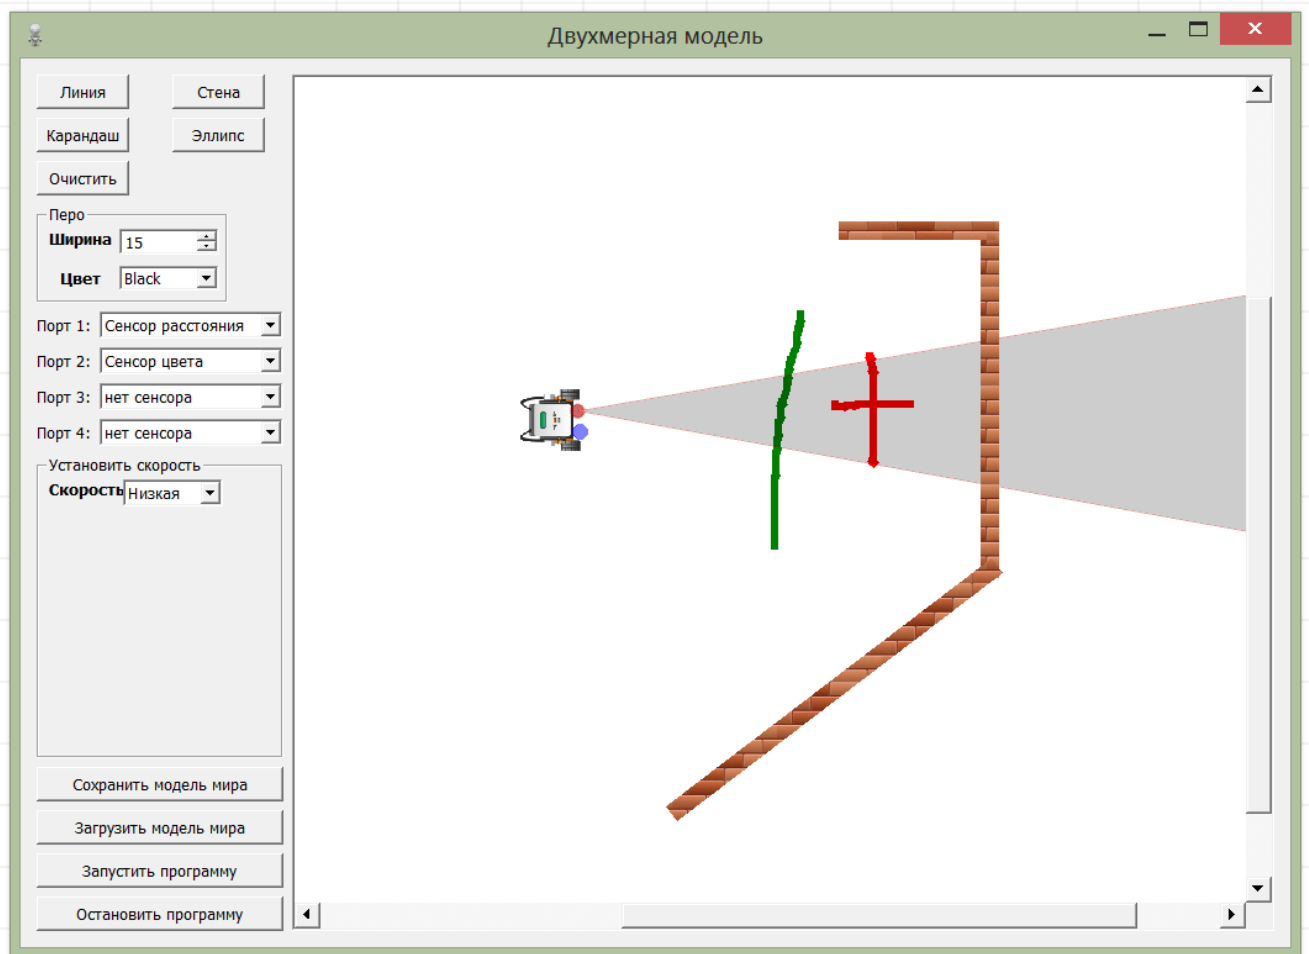 Двухмерная модель
Линия
Стена
Карандаш
Эллипс
Очистить
Перо
Ширина 15
Цвет Black
Порт 1: Сенсор расстояния
Порт 2: Сенсор цвета
Порт 3: нет сенсора
Порт 4: нет сенсора
Установить скорость
Скорость Низкая
Сохранить модель мира
Загрузить модель мира
Запустить программу
Остановить программу